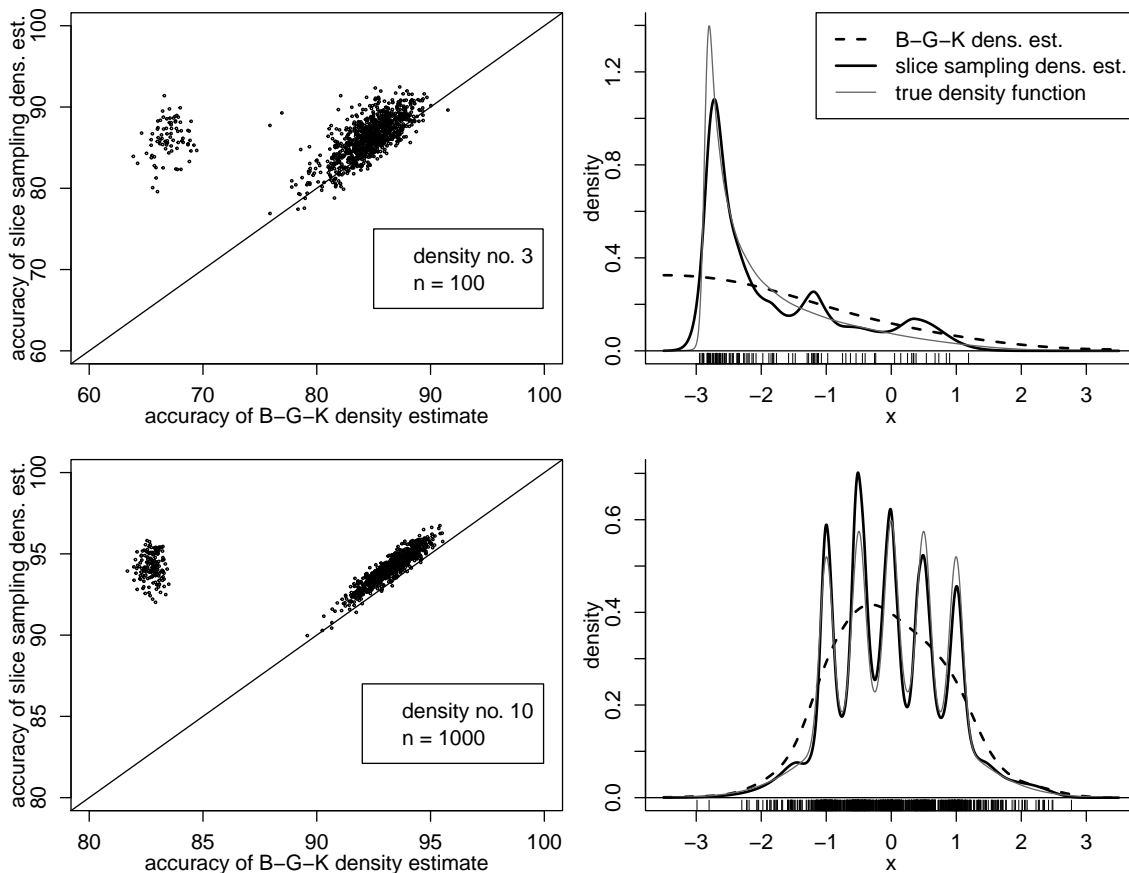 accuracy of slice sampling dens. est.
100
90
80
70
60
density no. 3
n = 100
60 70 80 90 100
accuracy of B−G−K density estimate
density
1.2
0.8
0.4
0.0
B−G−K dens. est.
slice sampling dens. est.
true density function
−3 −2 −1 0 1 2 3
x
accuracy of slice sampling dens. est.
100
95
90
85
80
density no. 10
n = 1000
80 85 90 95 100
accuracy of B−G−K density estimate
density
0.6
0.4
0.2
0.0
−3 −2 −1 0 1 2 3
x